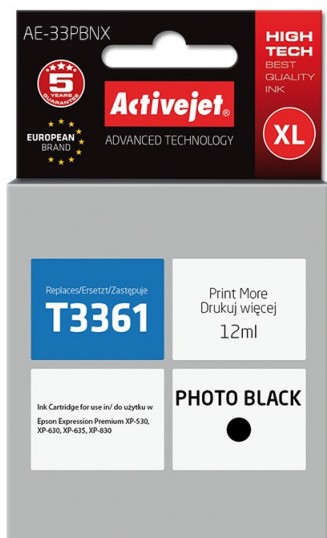 AE-33PBNX
HIGH
TECH
BEST
QUALITY
INK
5
YEARS
GUARANTEE
Activejet®
EUROPEAN
BRAND
ADVANCED TECHNOLOGY
XL
Replaces/Ersetzt/Zastępuje
T3361
Print More
Drukuj więcej
12ml
Ink Cartridge for use in/ do użytku w
Epson Expression Premium XP-530,
XP-630, XP-635, XP-830
PHOTO BLACK